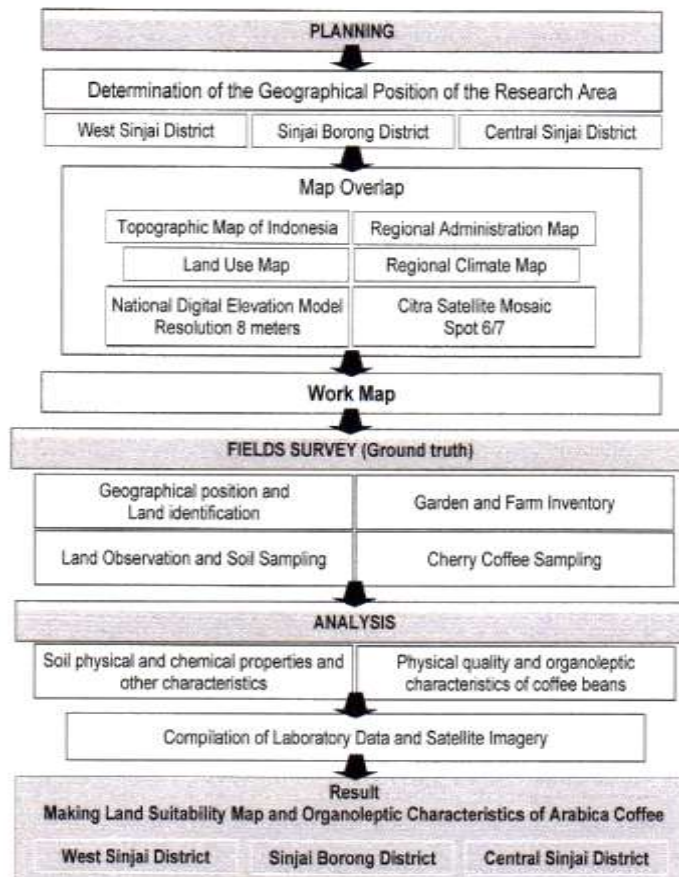 PLANNING
Determination of the Geographical Position of the Research Area
West Sinjai District
Sinjai Borong District
Central Sinjai District
Map Overlap
Topographic Map of Indonesia
Regional Administration Map
Land Use Map
Regional Climate Map
National Digital Elevation Model
Resolution 8 meters
Citra Satellite Mosaic
Spot 6/7
Work Map
FIELDS SURVEY (Ground truth)
Geographical position and
Land identification
Garden and Farm Inventory
Land Observation and Soil Sampling
Cherry Coffee Sampling
ANALYSIS
Soil physical and chemical properties and
other characteristics
Physical quality and organoleptic
characteristics of coffee beans
Compilation of Laboratory Data and Satellite Imagery
Result
Making Land Suitability Map and Organoleptic Characteristics of Arabica Coffee
West Sinjai District
Sinjai Borong District
Central Sinjai District